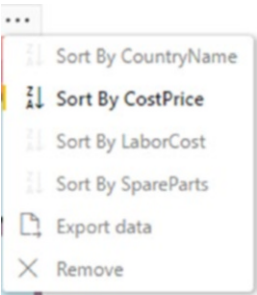 ...
Sort By CountryName
Sort By CostPrice
Sort By LaborCost
Sort By SpareParts
Export data
Remove